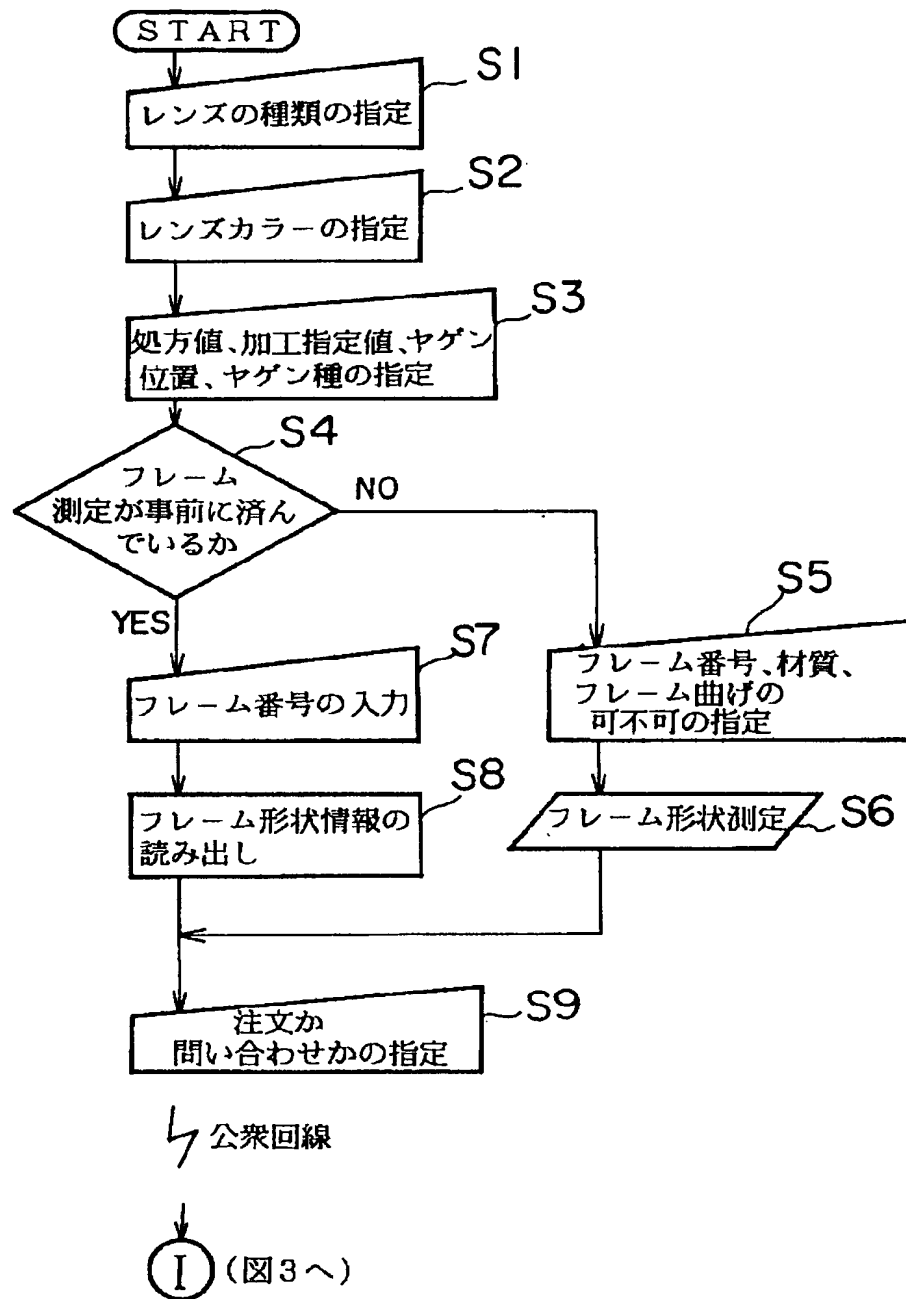 START
S1
レンズの種類の指定
S2
レンズカラーの指定
S3
処方値、加工指定値、ヤゲン
位置、ヤゲン種の指定
S4
フレーム
測定が事前に済ん
でいるか
NO
YES
S5
フレーム番号、材質、
フレーム曲げの
可不可の指定
S7
フレーム番号の入力
S8
フレーム形状情報の
読み出し
フレーム形状測定
S6
S9
注文か
問い合わせかの指定
公衆回線
I (図3へ)